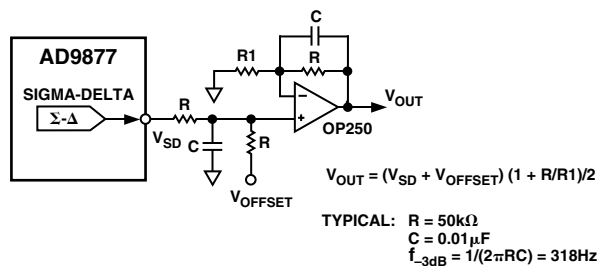 C
R1
R
AD9877
SIGMA-DELTA
Σ-Δ
R
V_SD
C
R
V_OFFSET
−
+
OP250
V_OUT
V_OUT = (V_SD + V_OFFSET) (1 + R/R1)/2
TYPICAL: R = 50kΩ
C = 0.01μF
f_–3dB = 1/(2πRC) = 318Hz